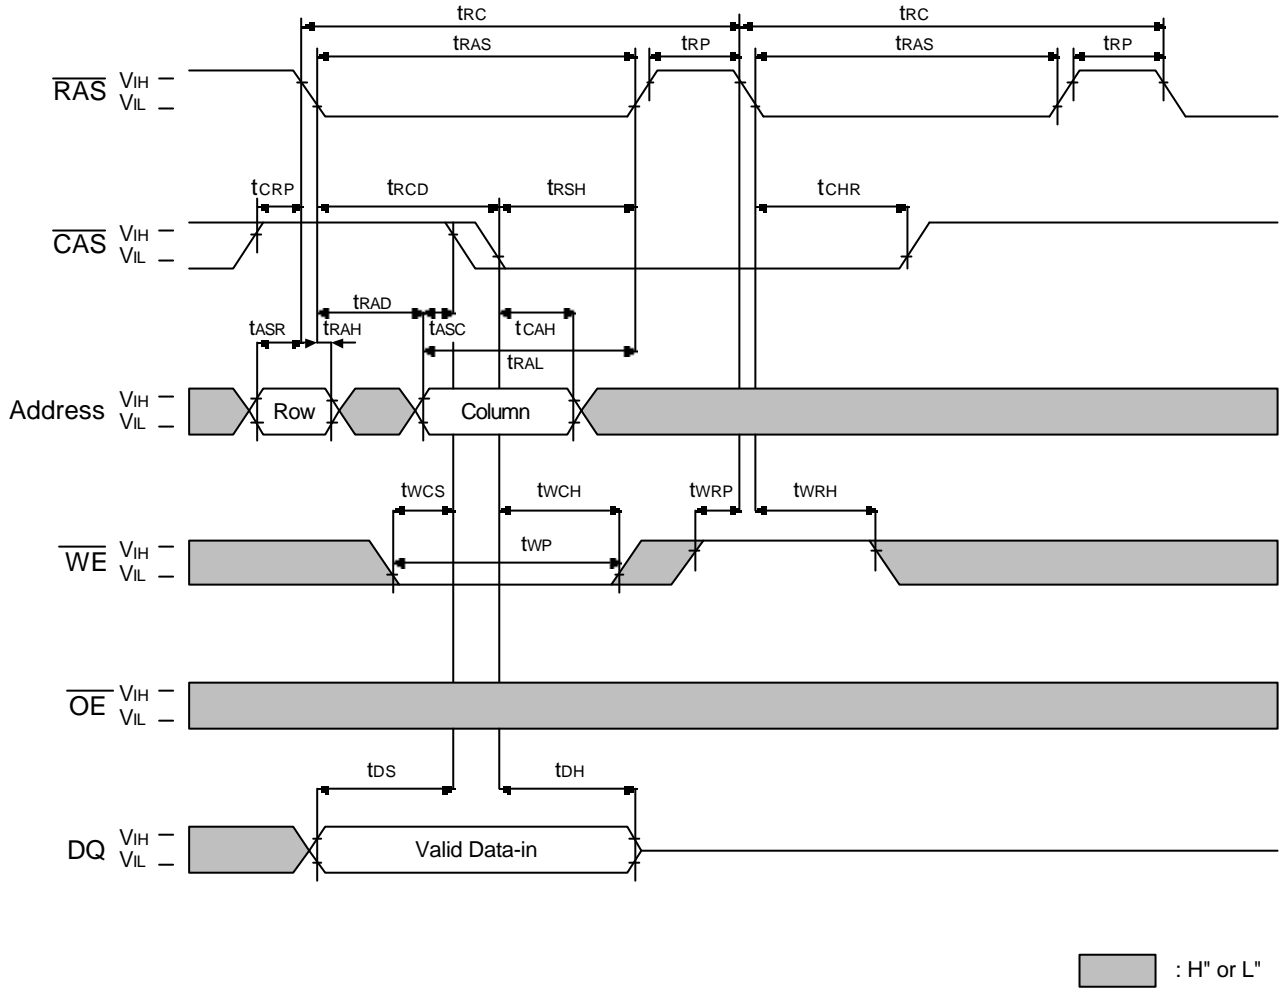 tRC tRC
tRAS tRP tRAS tRP
RAS VIH
VIL
tCRP tRCD tRSH tCHR
CAS VIH
VIL
tRAD
tASR tRAH tASC tCAH
tRAL
Address VIH
VIL
Row Column
tWCS tWCH tWRP tWRH
WE VIH
VIL
tWP
OE VIH
VIL
tDS tDH
DQ VIH
VIL
Valid Data-in
: H" or L"